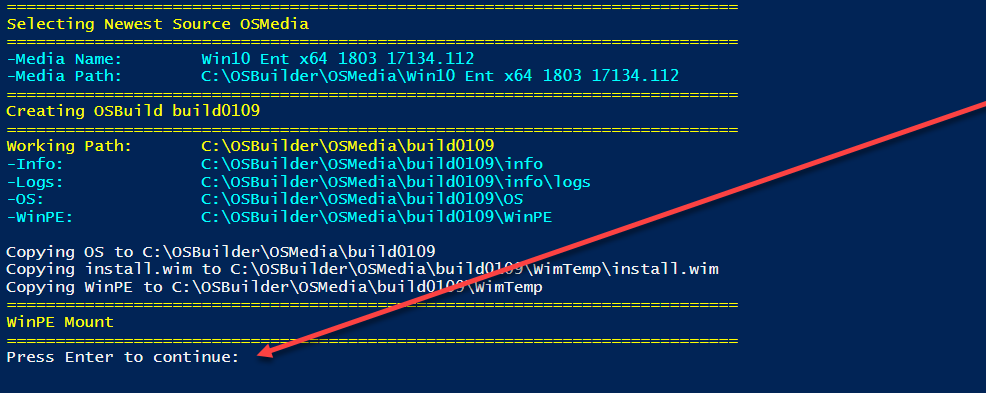 ===========================================================================
Selecting Newest Source OSMedia
===========================================================================
-Media Name: Win10 Ent x64 1803 17134.112
-Media Path: C:\OSBuilder\OSMedia\Win10 Ent x64 1803 17134.112
===========================================================================
Creating OSBuild build0109
===========================================================================
Working Path: C:\OSBuilder\OSMedia\build0109
-Info: C:\OSBuilder\OSMedia\build0109\info
-Logs: C:\OSBuilder\OSMedia\build0109\info\logs
-OS: C:\OSBuilder\OSMedia\build0109\OS
-WinPE: C:\OSBuilder\OSMedia\build0109\WinPE
Copying OS to C:\OSBuilder\OSMedia\build0109
Copying install.wim to C:\OSBuilder\OSMedia\build0109\WimTemp\install.wim
Copying WinPE to C:\OSBuilder\OSMedia\build0109\WimTemp
===========================================================================
WinPE Mount
===========================================================================
Press Enter to continue: